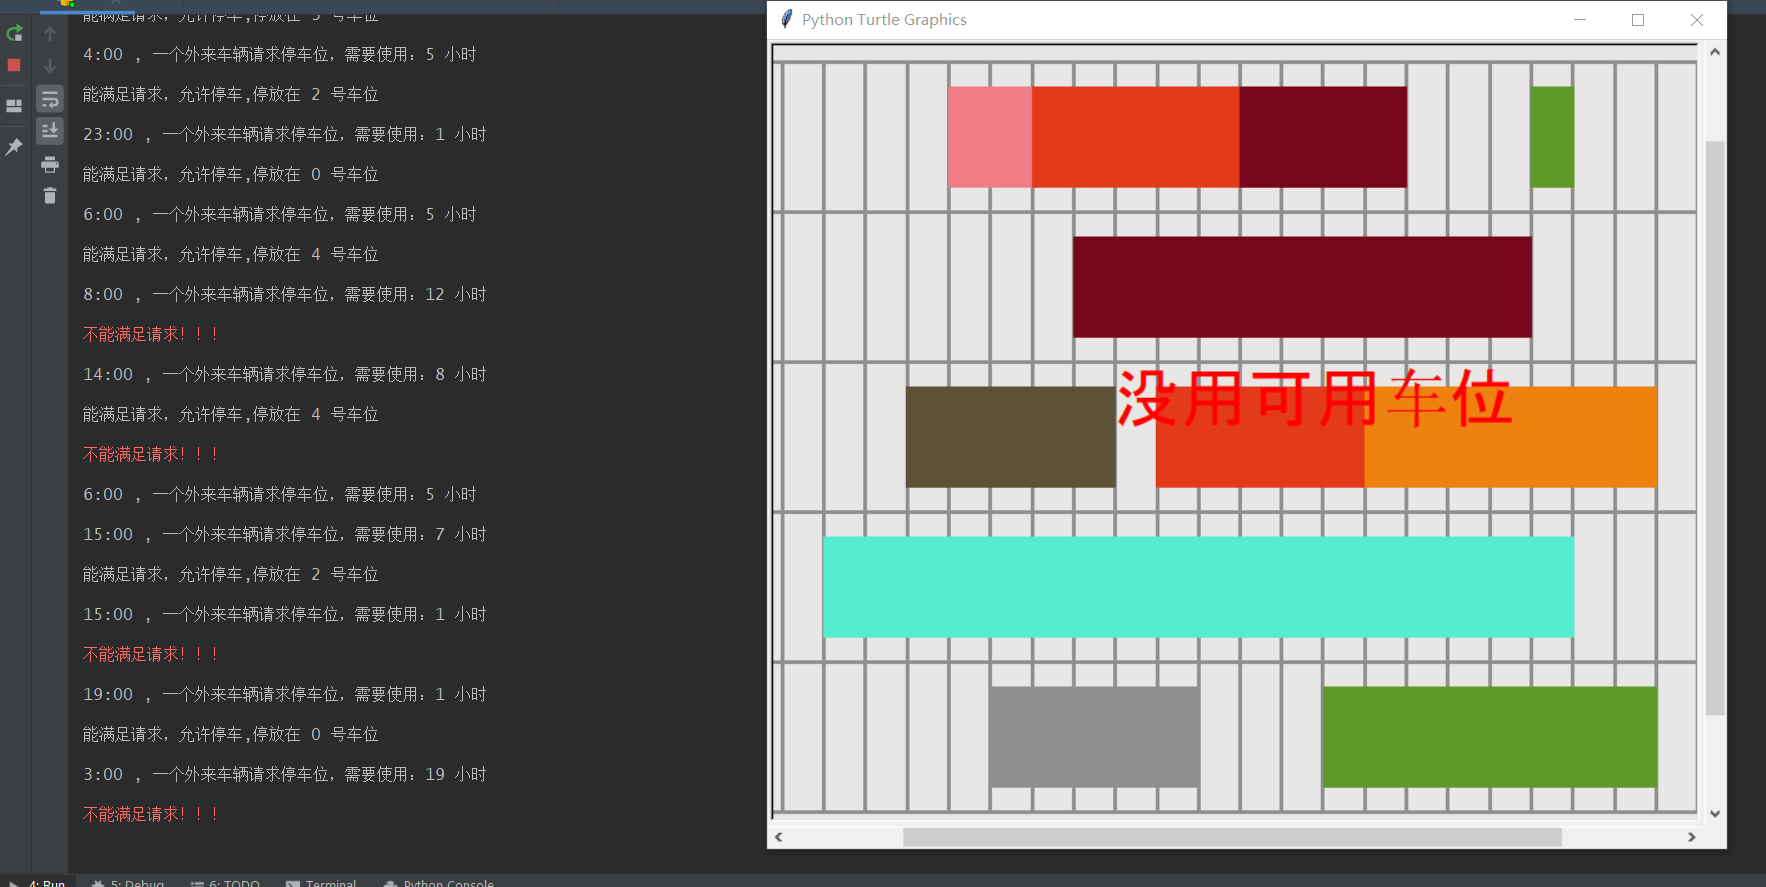 能满足请求，允许停车,停放在 3 号车位
4:00 , 一个外来车辆请求停车位，需要使用：5 小时
能满足请求，允许停车,停放在 2 号车位
23:00 , 一个外来车辆请求停车位，需要使用：1 小时
能满足请求，允许停车,停放在 0 号车位
6:00 , 一个外来车辆请求停车位，需要使用：5 小时
能满足请求，允许停车,停放在 4 号车位
8:00 , 一个外来车辆请求停车位，需要使用：12 小时
不能满足请求！！！
14:00 , 一个外来车辆请求停车位，需要使用：8 小时
能满足请求，允许停车,停放在 4 号车位
不能满足请求！！！
6:00 , 一个外来车辆请求停车位，需要使用：5 小时
15:00 , 一个外来车辆请求停车位，需要使用：7 小时
能满足请求，允许停车,停放在 2 号车位
15:00 , 一个外来车辆请求停车位，需要使用：1 小时
不能满足请求！！！
19:00 , 一个外来车辆请求停车位，需要使用：1 小时
能满足请求，允许停车,停放在 0 号车位
3:00 , 一个外来车辆请求停车位，需要使用：19 小时
不能满足请求！！！
Python Turtle Graphics
没用可用车位
4: Run 5: Debug 6: TODO Terminal Python Console